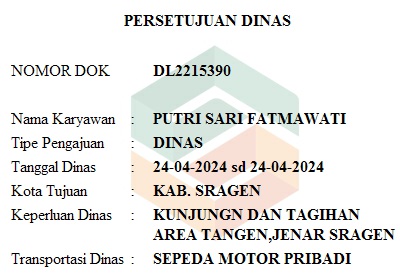 PERSETUJUAN DINAS
NOMOR DOK DL2215390
Nama Karyawan : PUTRI SARI FATMAWATI
Tipe Pengajuan : DINAS
Tanggal Dinas : 24-04-2024 sd 24-04-2024
Kota Tujuan : KAB. SRAGEN
Keperluan Dinas : KUNJUNGN DAN TAGIHAN
AREA TANGEN,JENAR SRAGEN
Transportasi Dinas : SEPEDA MOTOR PRIBADI